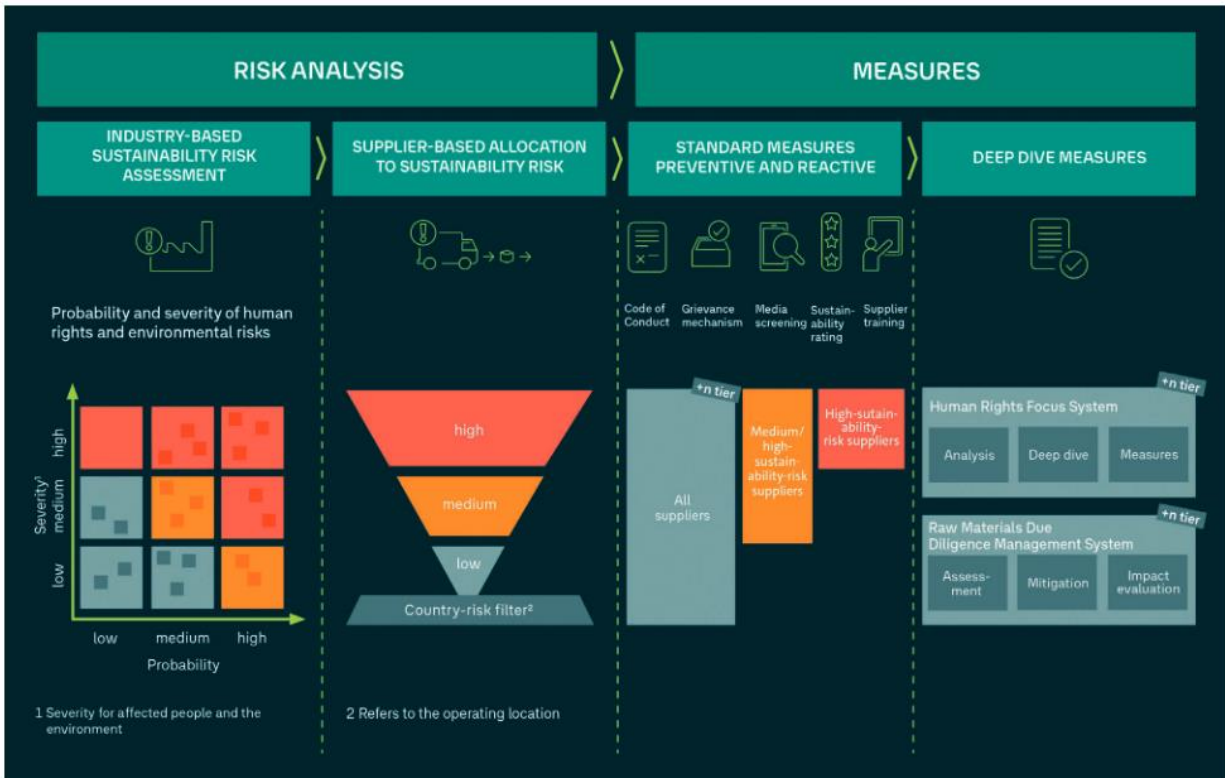 RISK ANALYSIS
MEASURES
INDUSTRY-BASED
SUSTAINABILITY RISK
ASSESSMENT
SUPPLIER-BASED ALLOCATION
TO SUSTAINABILITY RISK
STANDARD MEASURES
PREVENTIVE AND REACTIVE
DEEP DIVE MEASURES
Probability and severity of human
rights and environmental risks
Severity¹
high
medium
low
low
medium
high
Probability
1 Severity for affected people and the
environment
high
medium
low
Country-risk filter²
2 Refers to the operating location
Code of
Conduct
Grievance
mechanism
Media
screening
Sustain-
ability
rating
Supplier
training
+n tier
All
suppliers
Medium/
high-
sustain-
ability-risk
suppliers
High-sutain-
ability-
risk suppliers
+n tier
Human Rights Focus System
Analysis
Deep dive
Measures
+n tier
Raw Materials Due
Diligence Management System
Assess-
ment
Mitigation
Impact
evaluation